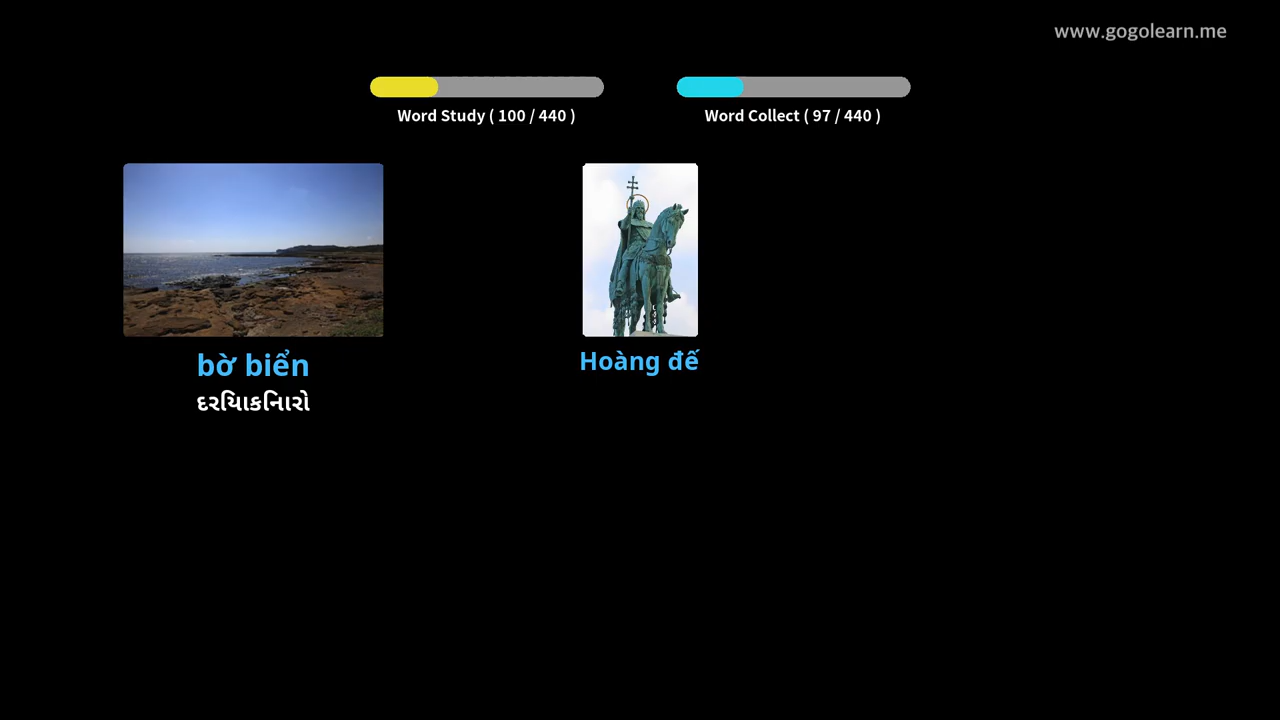 www.gogolearn.me
Word Study ( 100 / 440 )
Word Collect ( 97 / 440 )
bờ biển
Hoàng đế
દરિયાકિનારો